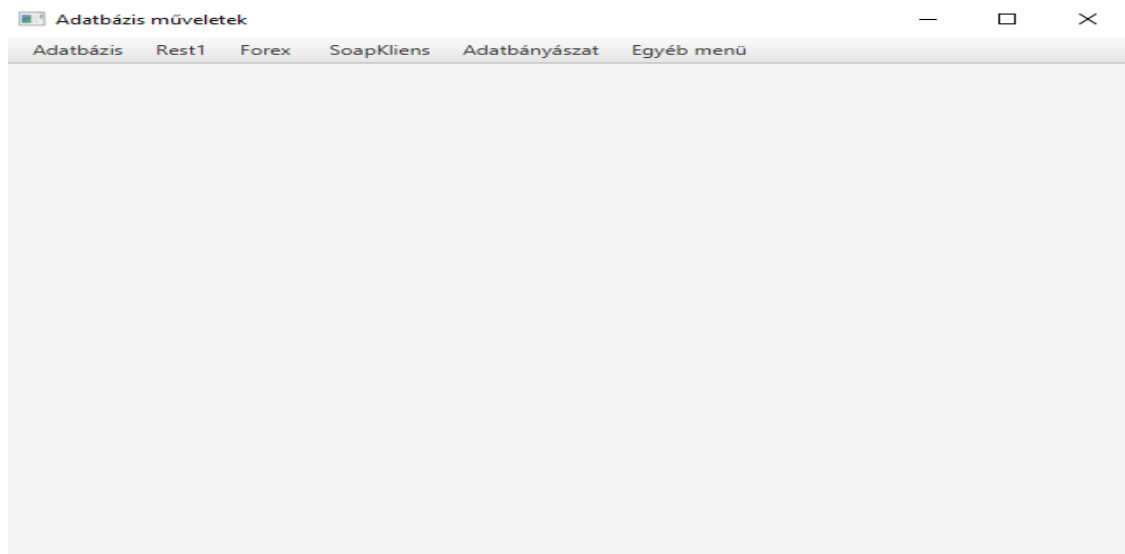 Adatbázis műveletek
Adatbázis Rest1 Forex SoapKliens Adatbányászat Egyéb menü